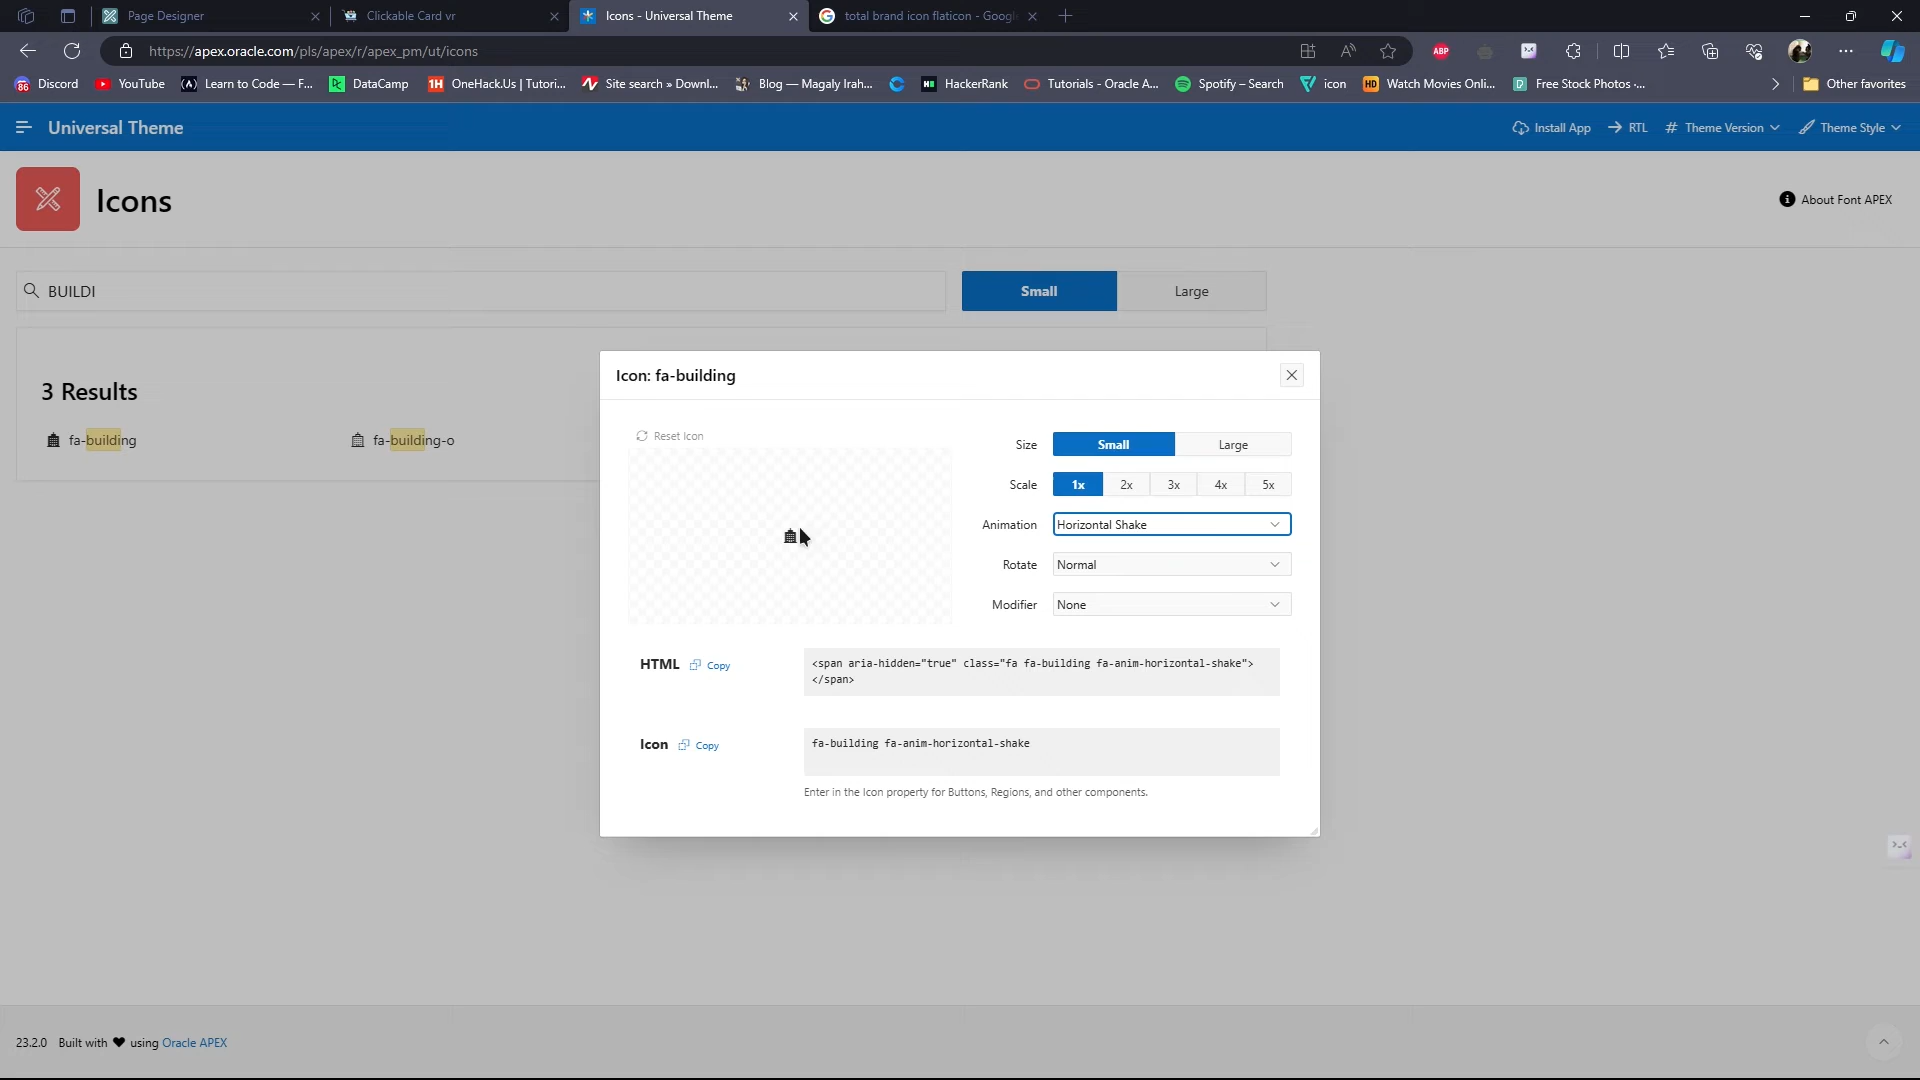 Page Designer
Clickable Card vr
Icons - Universal Theme
total brand icon flaticon - Googl
https://apex.oracle.com/pls/apex/r/apex_pm/ut/icons
ABP
86 Discord
YouTube
Learn to Code — F...
DataCamp
1H OneHack.Us | Tutori...
Site search » Downl...
Blog — Magaly Irah...
HackerRank
Tutorials - Oracle A...
Spotify – Search
icon
HD Watch Movies Onli...
Free Stock Photos ·...
Other favorites
Universal Theme
Install App
RTL
# Theme Version
Theme Style
Icons
About Font APEX
BUILDI
Small
Large
3 Results
fa-building
fa-building-o
Icon: fa-building
Reset Icon
Size
Small
Large
Scale
1x
2x
3x
4x
5x
Animation
Horizontal Shake
Rotate
Normal
Modifier
None
HTML
Copy
<span aria-hidden="true" class="fa fa-building fa-anim-horizontal-shake">
</span>
Icon
Copy
fa-building fa-anim-horizontal-shake
Enter in the Icon property for Buttons, Regions, and other components.
23.2.0 Built with ♥ using Oracle APEX